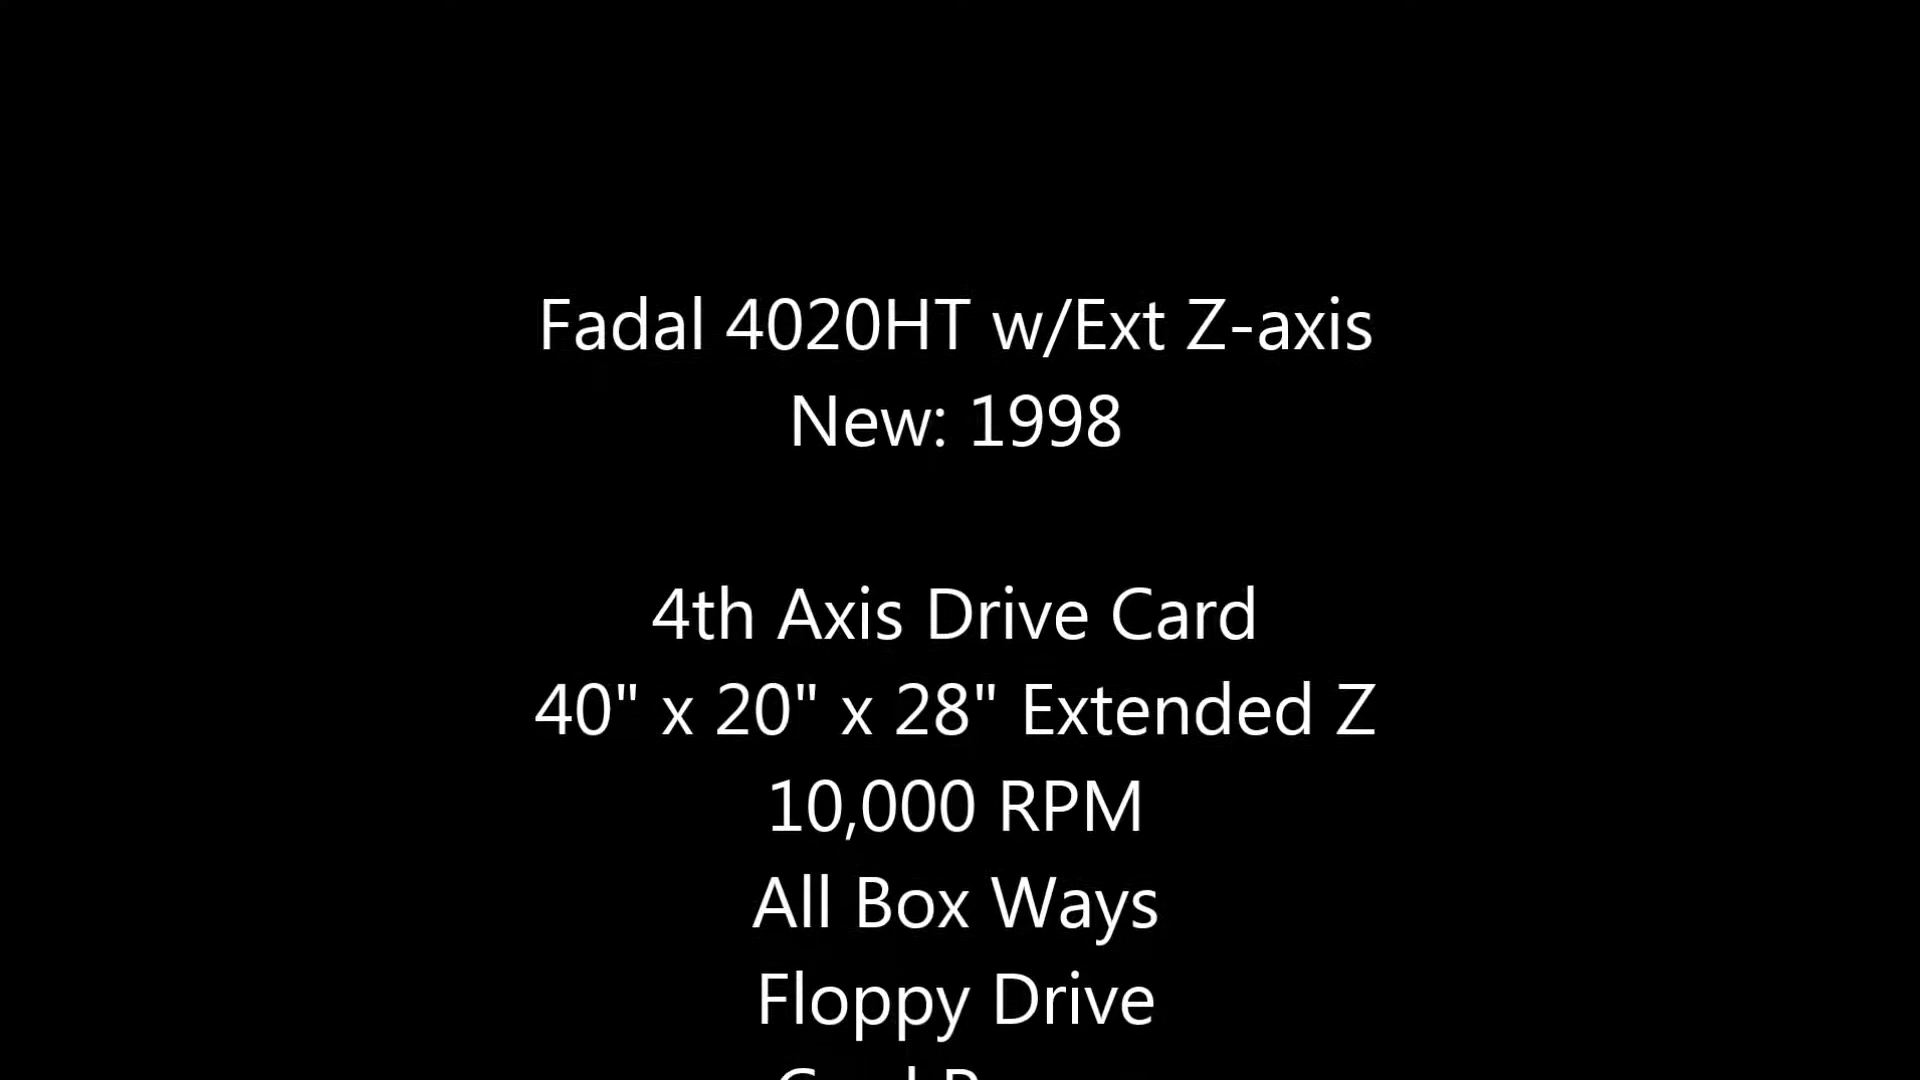 Fadal 4020HT w/Ext Z-axis
New: 1998
4th Axis Drive Card
40" x 20" x 28" Extended Z
10,000 RPM
All Box Ways
Floppy Drive